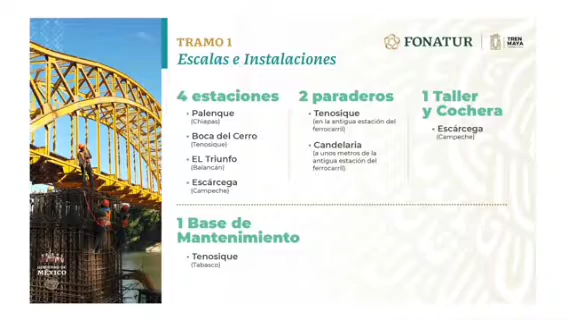 TRAMO 1
Escalas e Instalaciones
FONATUR
TREN
MAYA
4 estaciones
• Palenque
(Chiapas)
• Boca del Cerro
(Tenosique)
• EL Triunfo
(Balancán)
• Escárcega
(Campeche)
2 paraderos
• Tenosique
(en la antigua estación del
ferrocarril)
• Candelaria
(a unos metros de la
antigua estación del
ferrocarril)
1 Taller
y Cochera
• Escárcega
(Campeche)
1 Base de
Mantenimiento
• Tenosique
(Tabasco)
GOBIERNO DE
MÉXICO